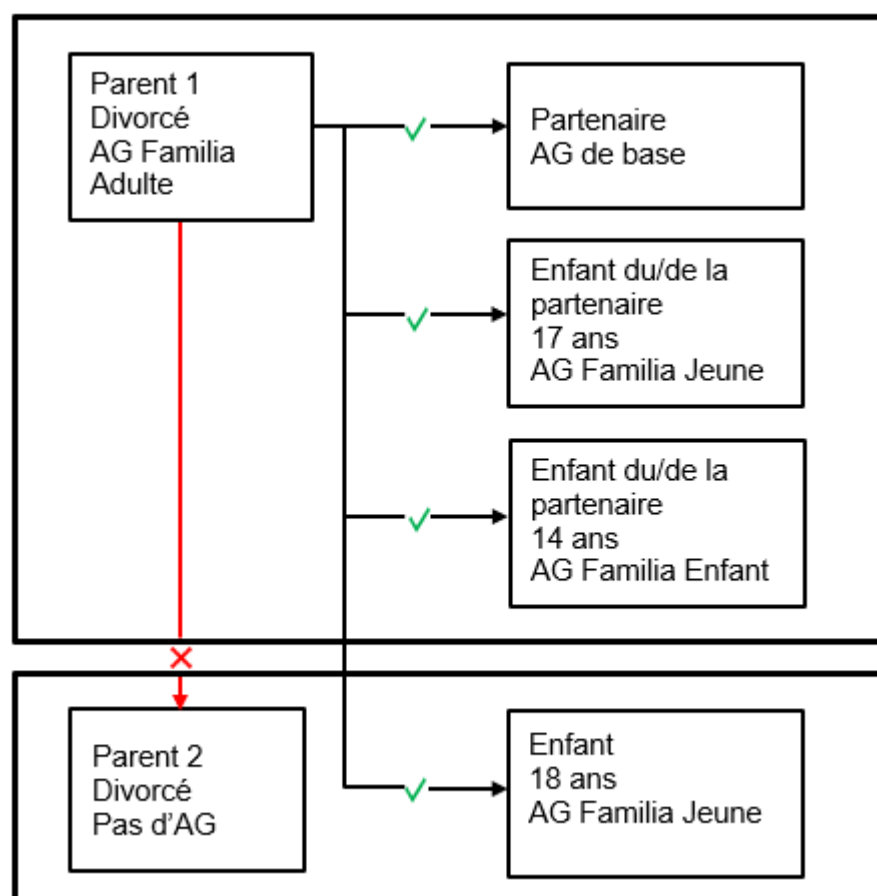 Parent 1
Divorcé
AG Familia
Adulte
Partenaire
AG de base
Enfant du/de la
partenaire
17 ans
AG Familia Jeune
Enfant du/de la
partenaire
14 ans
AG Familia Enfant
Parent 2
Divorcé
Pas d'AG
Enfant
18 ans
AG Familia Jeune